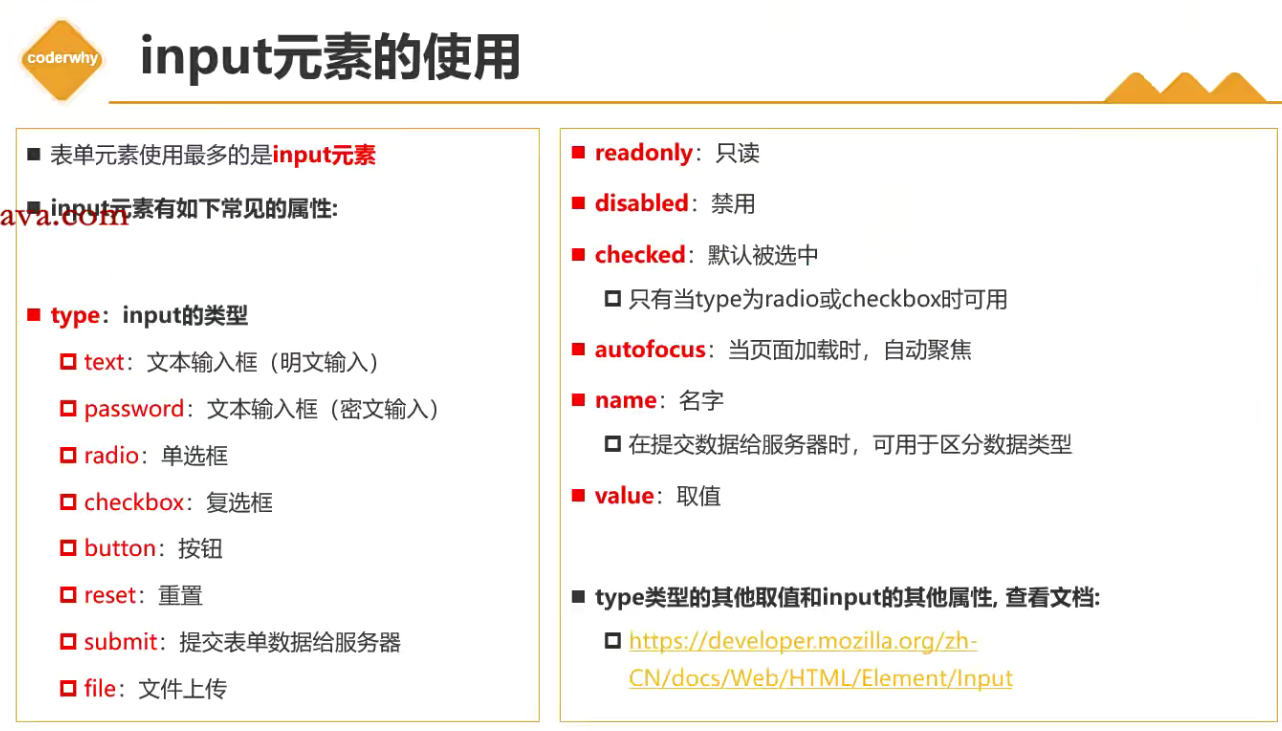 coderwhy
input元素的使用
表单元素使用最多的是input元素
input元素有如下常见的属性:
ava.com
type：input的类型
text：文本输入框（明文输入）
password：文本输入框（密文输入）
radio：单选框
checkbox：复选框
button：按钮
reset：重置
submit：提交表单数据给服务器
file：文件上传
readonly：只读
disabled：禁用
checked：默认被选中
只有当type为radio或checkbox时可用
autofocus：当页面加载时，自动聚焦
name：名字
在提交数据给服务器时，可用于区分数据类型
value：取值
type类型的其他取值和input的其他属性, 查看文档:
https://developer.mozilla.org/zh-
CN/docs/Web/HTML/Element/Input